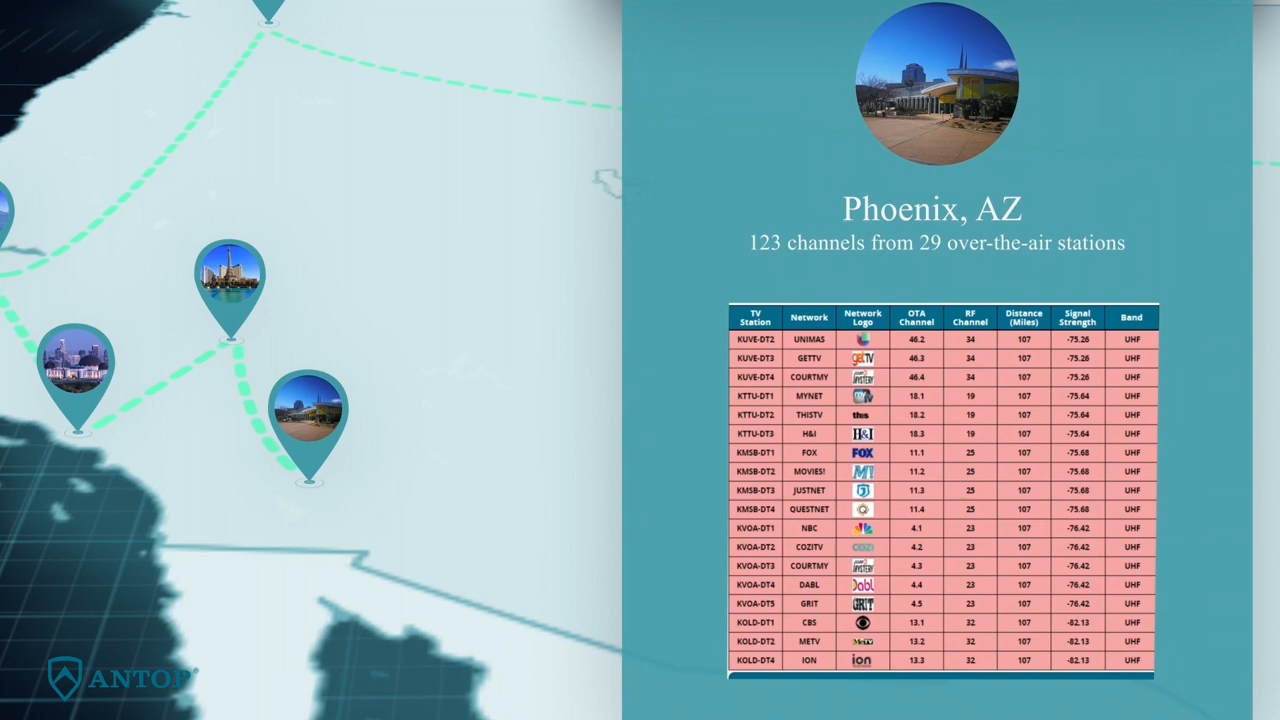 Phoenix, AZ
123 channels from 29 over-the-air stations
TV Station Network Network Logo OTA Channel RF Channel Distance (Miles) Signal Strength Band
KUVE-DT2 UNIMAS 46.2 34 107 -75.26 UHF
KUVE-DT3 GETTV getTV 46.3 34 107 -75.26 UHF
KUVE-DT4 COURTMY MYSTERY 46.4 34 107 -75.26 UHF
KTTU-DT1 MYNET 18.1 19 107 -75.64 UHF
KTTU-DT2 THISTV this 18.2 19 107 -75.64 UHF
KTTU-DT3 H&I H&I 18.3 19 107 -75.64 UHF
KMSB-DT1 FOX FOX 11.1 25 107 -75.68 UHF
KMSB-DT2 MOVIES! M! 11.2 25 107 -75.68 UHF
KMSB-DT3 JUSTNET 11.3 25 107 -75.68 UHF
KMSB-DT4 QUESTNET Q 11.4 25 107 -75.68 UHF
KVOA-DT1 NBC 4.1 23 107 -76.42 UHF
KVOA-DT2 COZITV COZI 4.2 23 107 -76.42 UHF
KVOA-DT3 COURTMY MYSTERY 4.3 23 107 -76.42 UHF
KVOA-DT4 DABL Dabl 4.4 23 107 -76.42 UHF
KVOA-DT5 GRIT GRIT 4.5 23 107 -76.42 UHF
KOLD-DT1 CBS 13.1 32 107 -82.13 UHF
KOLD-DT2 METV MeTV 13.2 32 107 -82.13 UHF
KOLD-DT4 ION ion 13.3 32 107 -82.13 UHF
ANTOP®